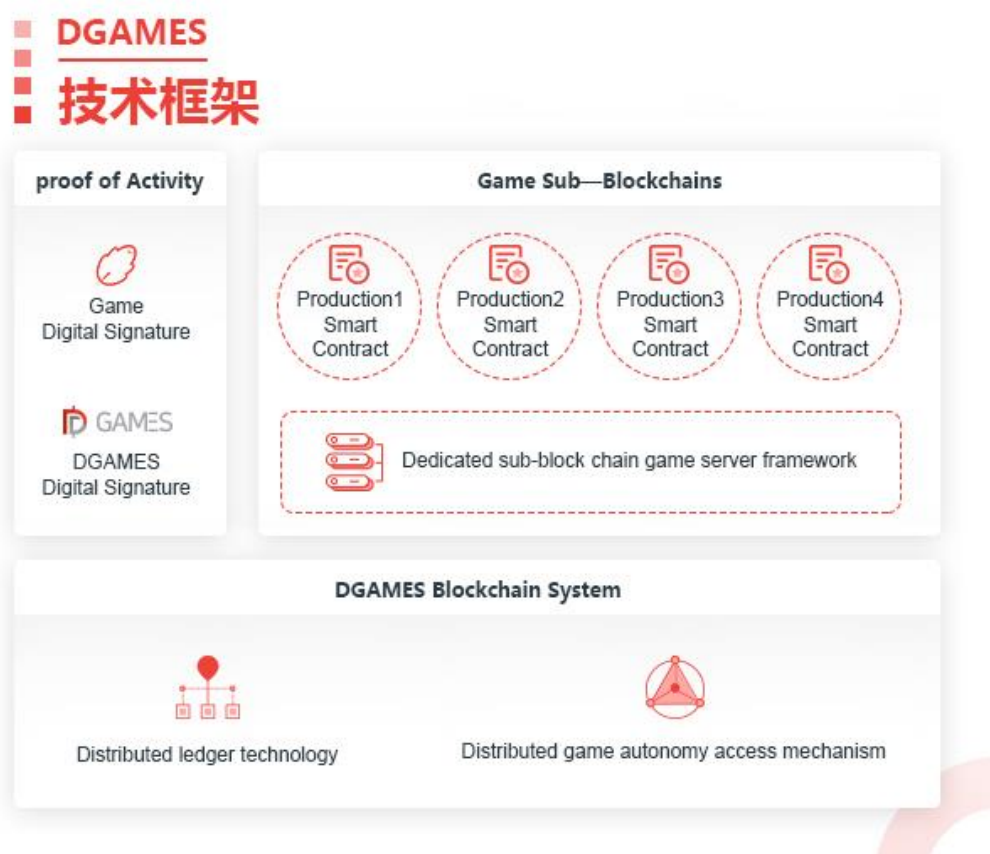 DGAMES
技术框架
proof of Activity
Game
Digital Signature
GAMES
DGAMES
Digital Signature
Game Sub—Blockchains
Production1
Smart
Contract
Production2
Smart
Contract
Production3
Smart
Contract
Production4
Smart
Contract
Dedicated sub-block chain game server framework
DGAMES Blockchain System
Distributed ledger technology
Distributed game autonomy access mechanism